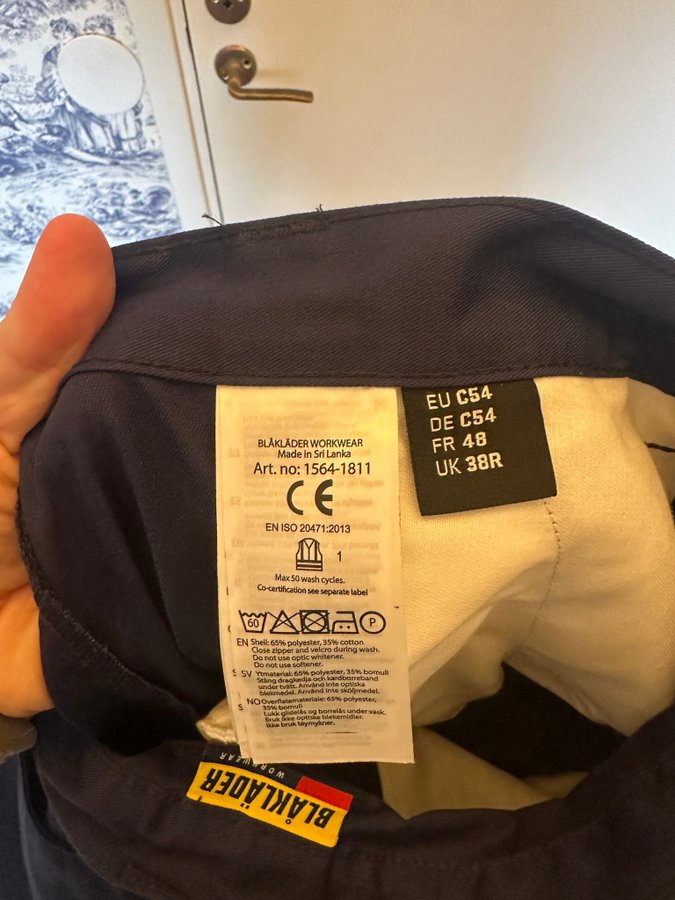 BLÅKLÄDER WORKWEAR
Made in Sri Lanka
Art. no: 1564-1811
CE
EN ISO 20471:2013
1
Max 50 wash cycles.
Co-certification see separate label
60 P
EN Shell: 65% polyester, 35% cotton
Close zipper and velcro during wash.
Do not use optic whitener.
Do not use softener.
SV Ytmaterial: 65% polyester, 35% bomull
Stäng dragkedja och kardborreband
under tvätt. Använd inte optiska
blekmedel. Använd inte sköljmedel.
NO Overflatemateriale: 65% polyester,
35% bomull
Lukk glidelås og borrelås under vask.
Bruk ikke optiske blekemidler.
Ikke bruk tøymykner.
EU C54
DE C54
FR 48
UK 38R
WORKWEAR
BLÅKLÄDER